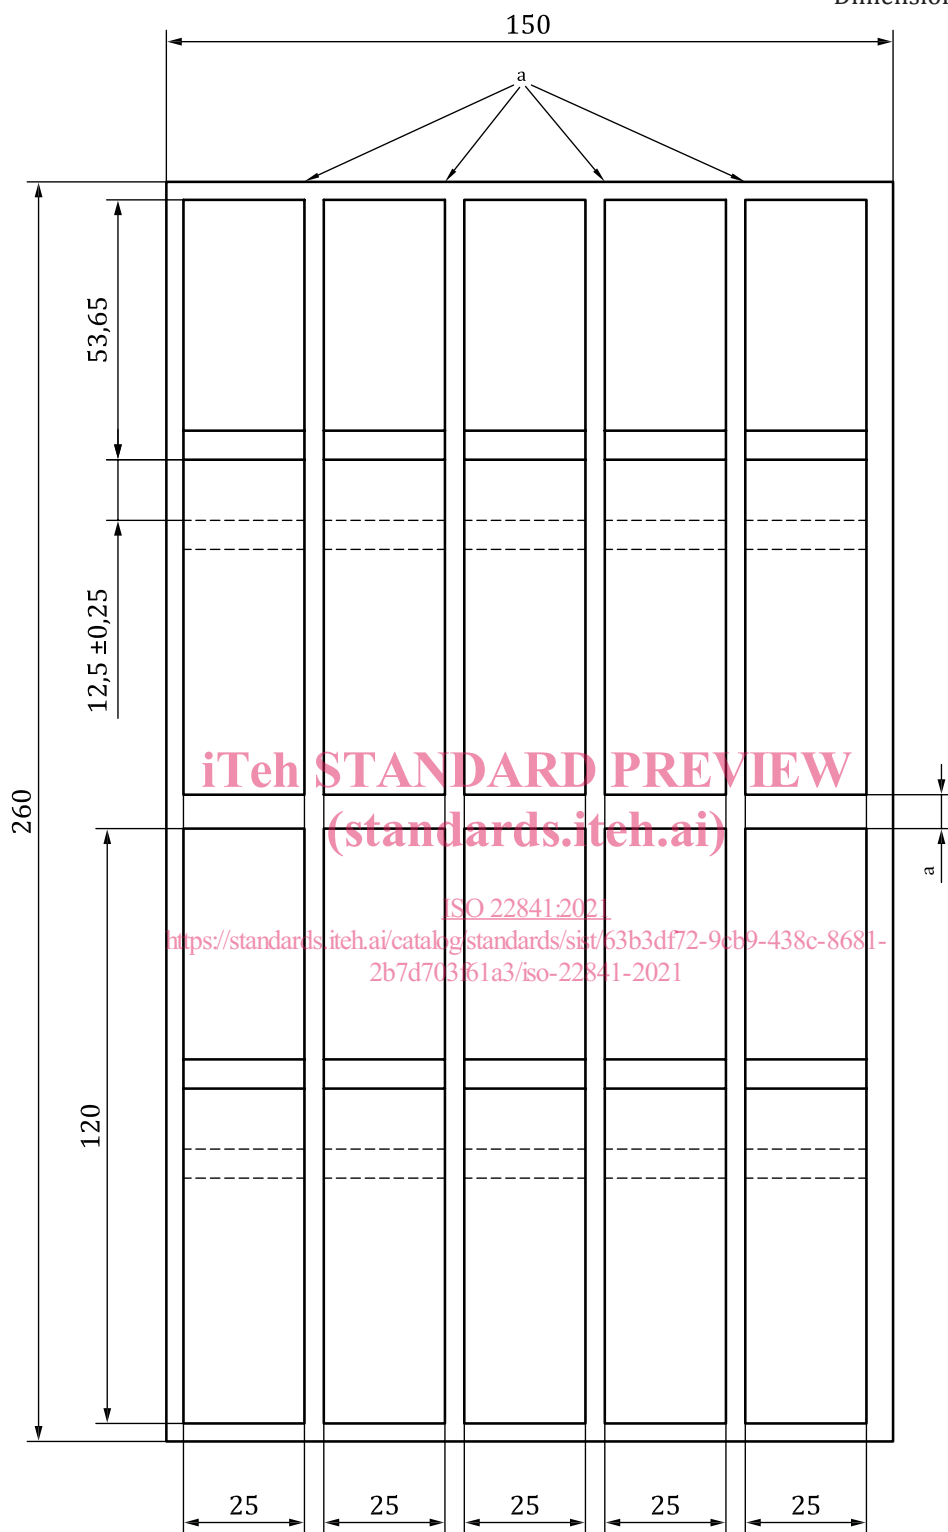 150
a
53,65
12,5 ±0,25
260
iTeh STANDARD PREVIEW
(standards.iteh.ai)
a
ISO 22841:2021
https://standards.iteh.ai/catalog/standards/sist/63b3df72-9cb9-438c-8681-
2b7d703f61a3/iso-22841-2021
120
25 25 25 25 25